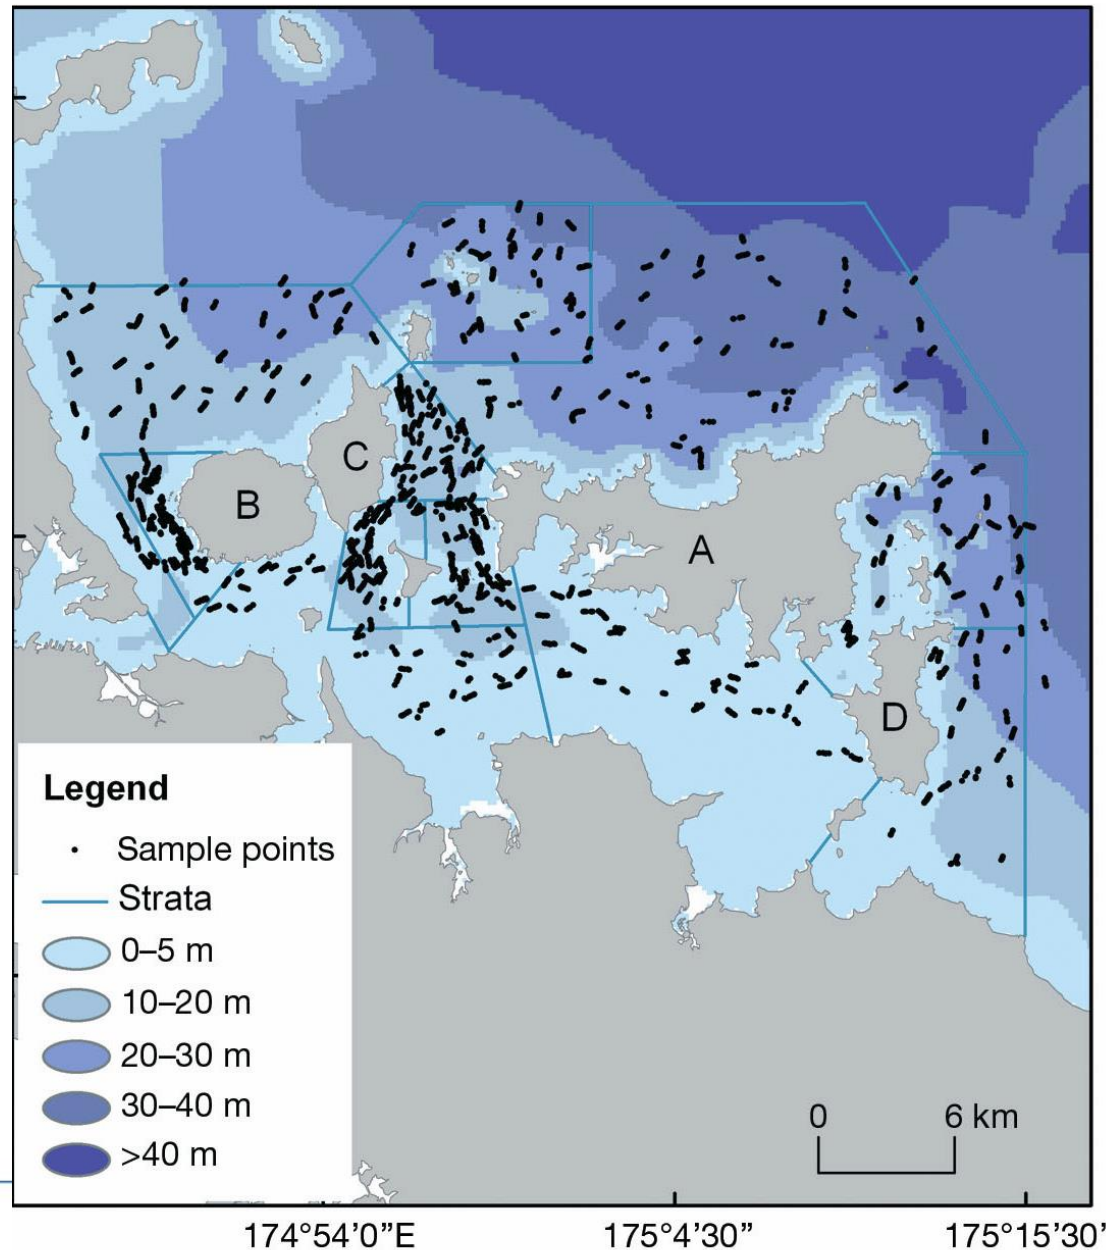 C
B
A
D
Legend
Sample points
Strata
0–5 m
10–20 m
20–30 m
30–40 m
>40 m
0 6 km
174°54’0”E 175°4’30” 175°15’30’